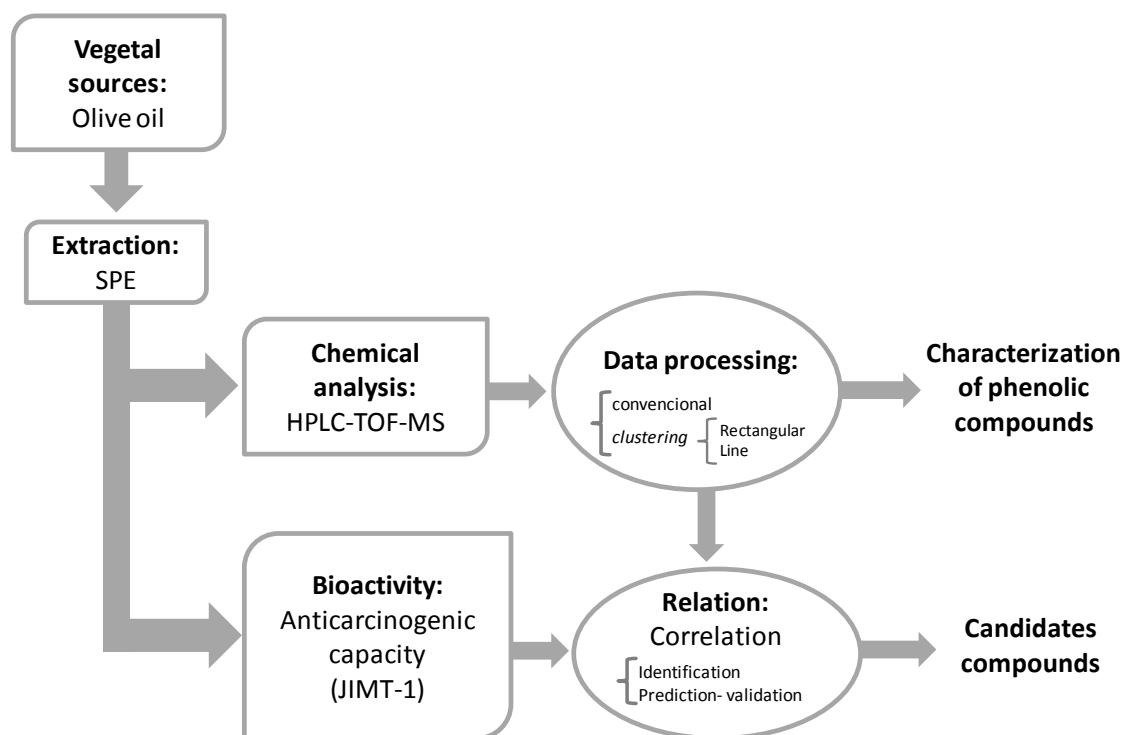 Vegetal
sources:
Olive oil
Extraction:
SPE
Chemical
analysis:
HPLC-TOF-MS
Data processing:
convencional
clustering
Rectangular
Line
Characterization
of phenolic
compounds
Bioactivity:
Anticarcinogenic
capacity
(JIMT-1)
Relation:
Correlation
Identification
Prediction- validation
Candidates
compounds